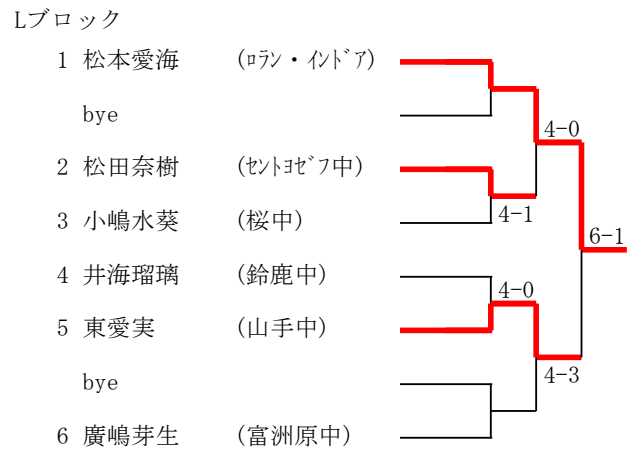 Lブロック
1 松本愛海 (ﾛﾗﾝ・ｲﾝﾄﾞｱ)
bye
4-0
2 松田奈樹 (ｾﾝﾄﾖｾﾞﾌ中)
4-1
3 小嶋水葵 (桜中)
6-1
4 井海瑠璃 (鈴鹿中)
4-0
5 東愛実 (山手中)
4-3
bye
6 廣嶋芽生 (富洲原中)